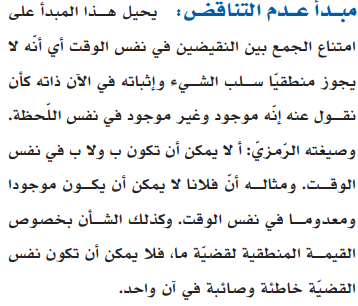 مبدأ عدم التناقض: يحيل هذا المبدأ على
امتناع الجمع بين النقيضين في نفس الوقت أي أنّه لا
يجوز منطقيّا سلب الشيء وإثباته في الآن ذاته كأن
نقول عنه إنّه موجود وغير موجود في نفس اللّحظة.
وصيغته الرّمزيّ: أ لا يمكن أن تكون ب ولا ب في نفس
الوقت. ومثاله أنّ فلانا لا يمكن أن يكون موجودا
ومعدوما في نفس الوقت. وكذلك الشأن بخصوص
القيمة المنطقية لقضيّة ما، فلا يمكن أن تكون نفس
القضيّة خاطئة وصائبة في آن واحد.